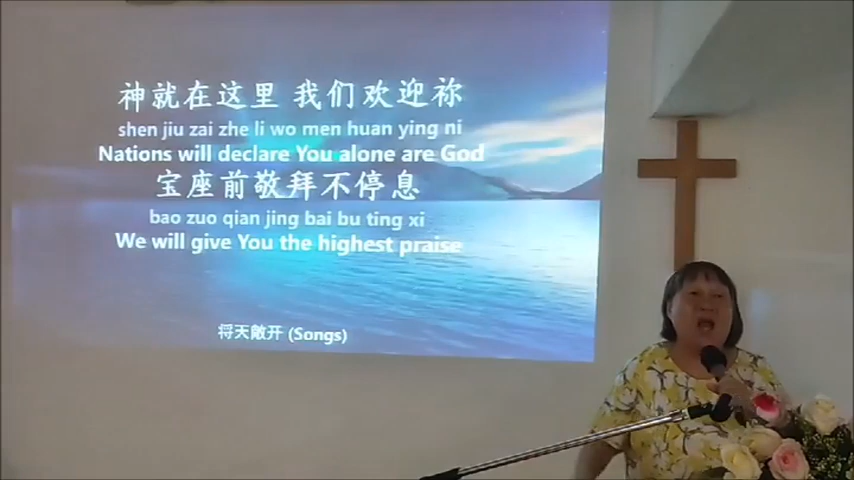 神就在这里 我们欢迎祢
shen jiu zai zhe li wo men huan ying ni
Nations will declare You alone are God
宝座前敬拜不停息
bao zuo qian jing bai bu ting xi
We will give You the highest praise
将天敞开 (Songs)